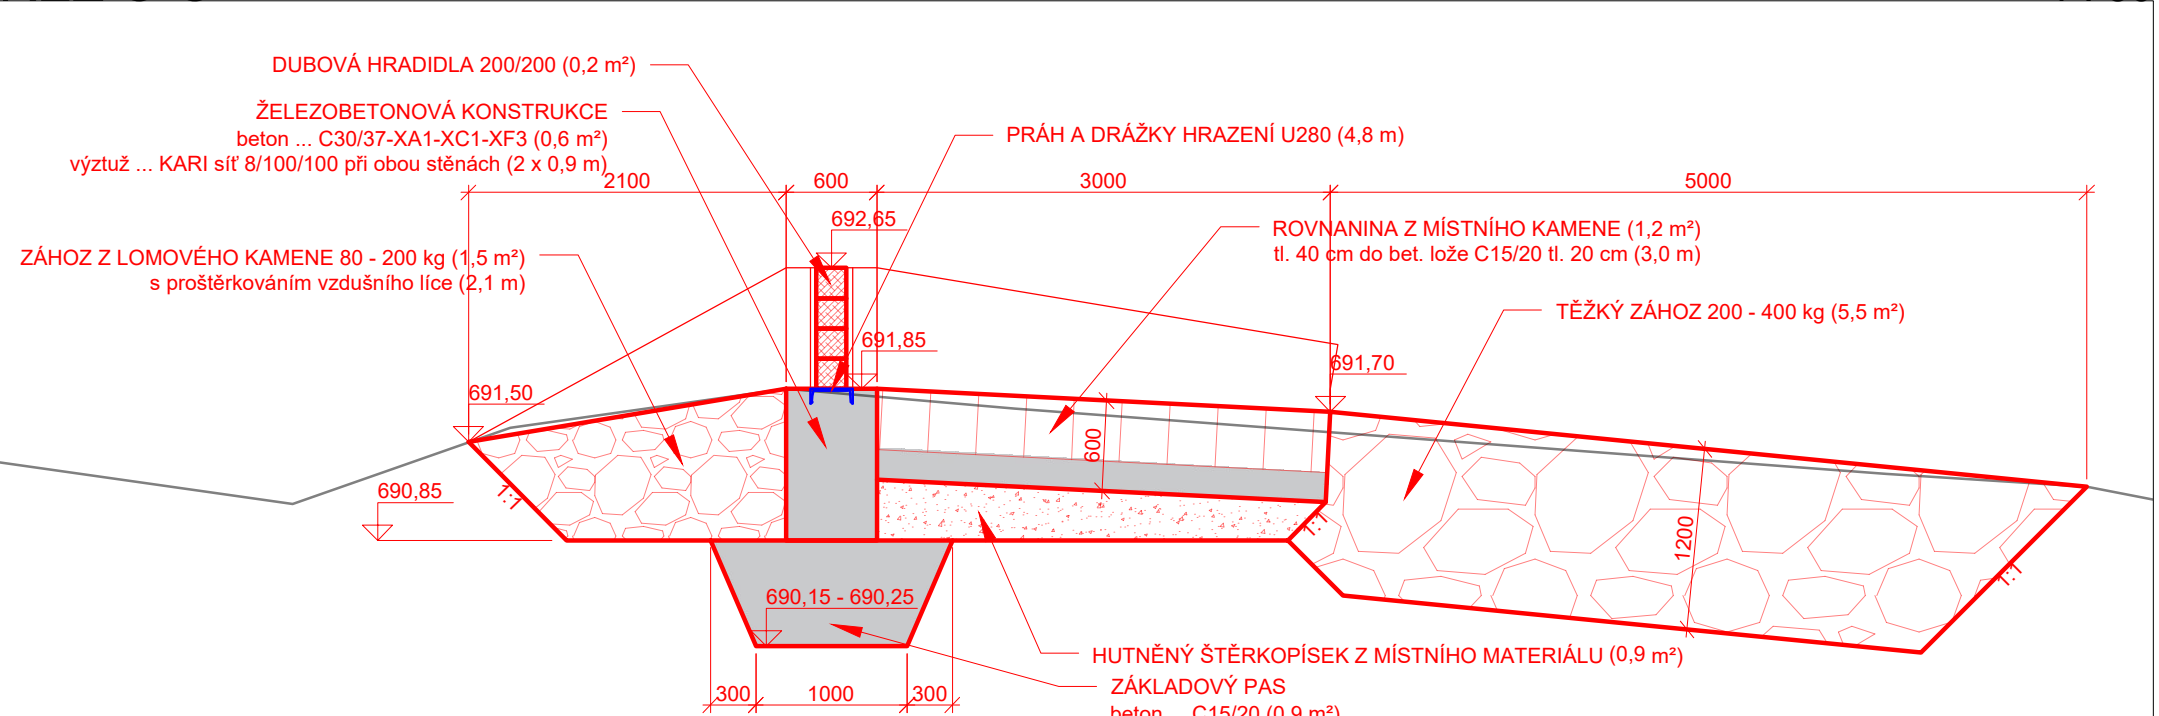 DUBOVÁ HRADIDLA 200/200 (0,2 m²)
ŽELEZOBETONOVÁ KONSTRUKCE
beton ... C30/37-XA1-XC1-XF3 (0,6 m²)
výztuž ... KARI síť 8/100/100 při obou stěnách (2 x 0,9 m)
PRÁH A DRÁŽKY HRAZENÍ U280 (4,8 m)
2100
600
3000
5000
692,65
ROVNANINA Z MÍSTNÍHO KAMENE (1,2 m²)
tl. 40 cm do bet. lože C15/20 tl. 20 cm (3,0 m)
ZÁHOZ Z LOMOVÉHO KAMENE 80 - 200 kg (1,5 m²)
s proštěrkováním vzdušního líce (2,1 m)
TĚŽKÝ ZÁHOZ 200 - 400 kg (5,5 m²)
691,85
691,70
691,50
600
690,85
1:1
1:1
1200
1:1
690,15 - 690,25
HUTNĚNÝ ŠTĚRKOPÍSEK Z MÍSTNÍHO MATERIÁLU (0,9 m²)
ZÁKLADOVÝ PAS
300
1000
300
beton ... C15/20 (0,9 m²)